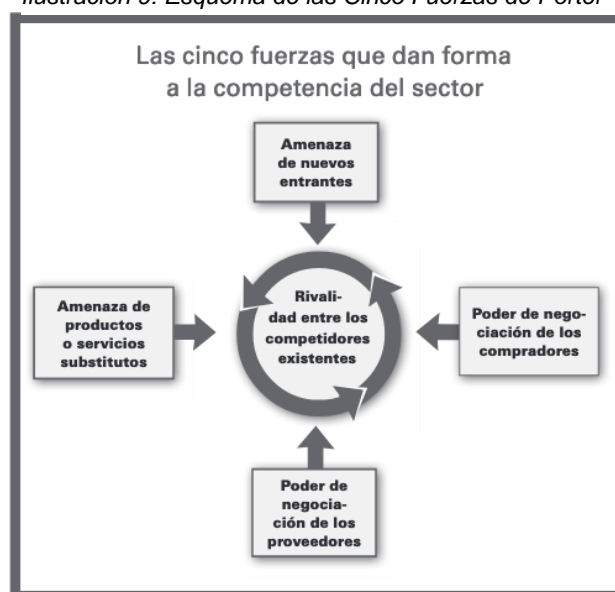 Ilustración 9: Esquema de las Cinco Fuerzas de Porter
Las cinco fuerzas que dan forma
a la competencia del sector
Amenaza
de nuevos
entrantes
Amenaza de
productos
o servicios
substitutos
Rivali-
dad entre los
competidores
existentes
Poder de nego-
ciación de los
compradores
Poder de
negocia-
ción de los
proveedores